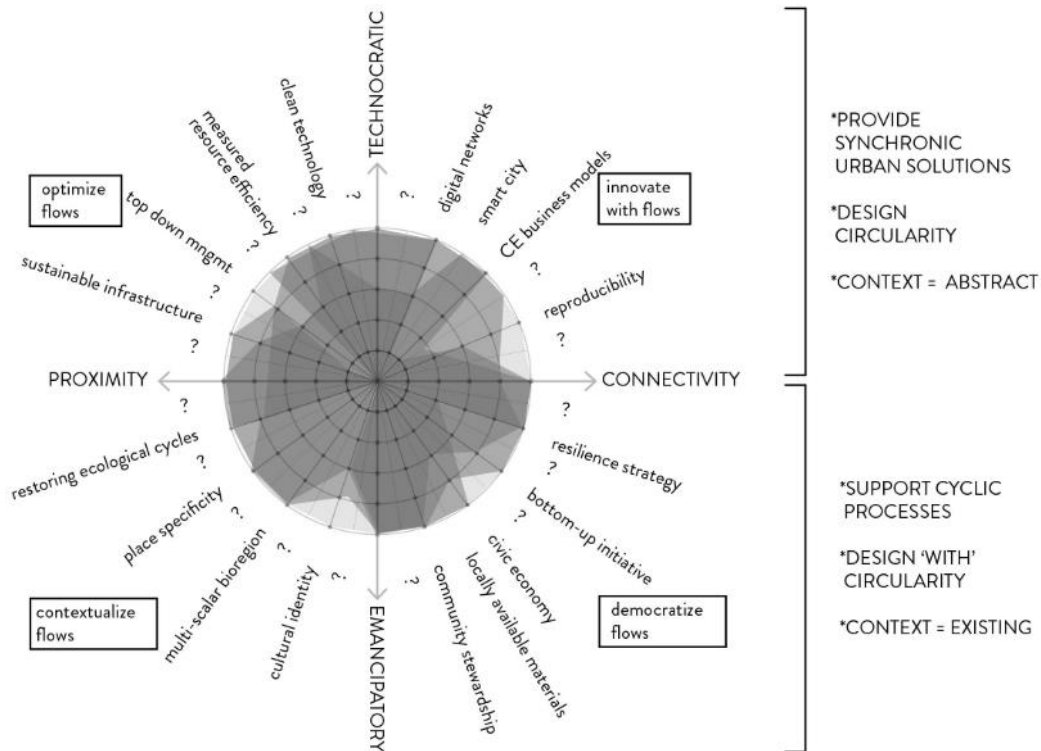 TECHNOCRATIC
clean technology
?
?
measured
resource efficiency
?
?
top down mngmt
?
sustainable infrastructure
?
optimize
flows
digital networks
smart city
CE business models
?
reproducibility
?
innovate
with flows
PROXIMITY
CONNECTIVITY
?
restoring ecological cycles
?
place specificity
?
multi-scalar bioregion
?
cultural identity
?
contextualize
flows
EMANCIPATORY
?
resilience strategy
?
bottom-up initiative
?
civic economy
locally available materials
community stewardship
?
democratize
flows
*PROVIDE
SYNCHRONIC
URBAN SOLUTIONS
*DESIGN
CIRCULARITY
*CONTEXT = ABSTRACT
*SUPPORT CYCLIC
PROCESSES
*DESIGN 'WITH'
CIRCULARITY
*CONTEXT = EXISTING